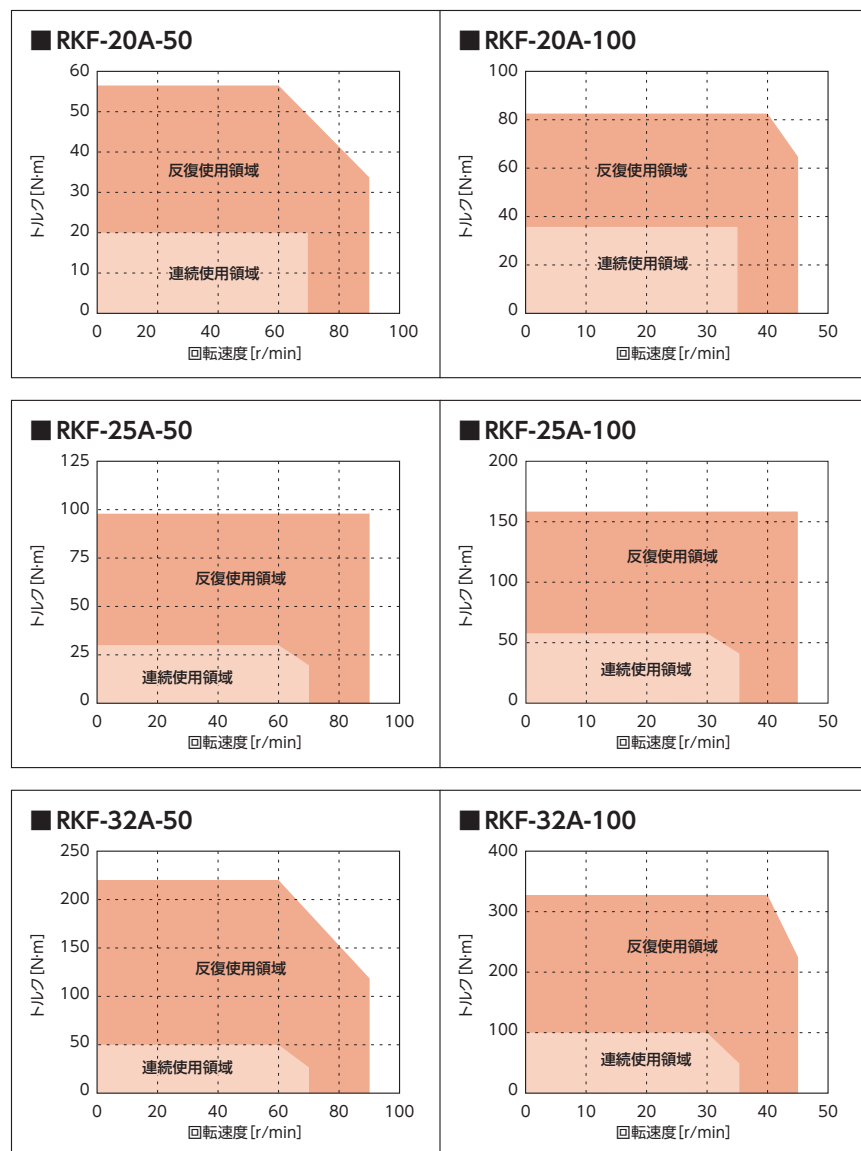 ■ RKF-20A-50
トルク[N·m]
60
50
40
30
20
10
0
反復使用領域
連続使用領域
0 20 40 60 80 100
回転速度[r/min]
■ RKF-20A-100
トルク[N·m]
100
80
60
40
20
0
反復使用領域
連続使用領域
0 10 20 30 40 50
回転速度[r/min]
■ RKF-25A-50
トルク[N·m]
125
100
75
50
25
0
反復使用領域
連続使用領域
0 20 40 60 80 100
回転速度[r/min]
■ RKF-25A-100
トルク[N·m]
200
150
100
50
0
反復使用領域
連続使用領域
0 10 20 30 40 50
回転速度[r/min]
■ RKF-32A-50
トルク[N·m]
250
200
150
100
50
0
反復使用領域
連続使用領域
0 20 40 60 80 100
回転速度[r/min]
■ RKF-32A-100
トルク[N·m]
400
300
200
100
0
反復使用領域
連続使用領域
0 10 20 30 40 50
回転速度[r/min]